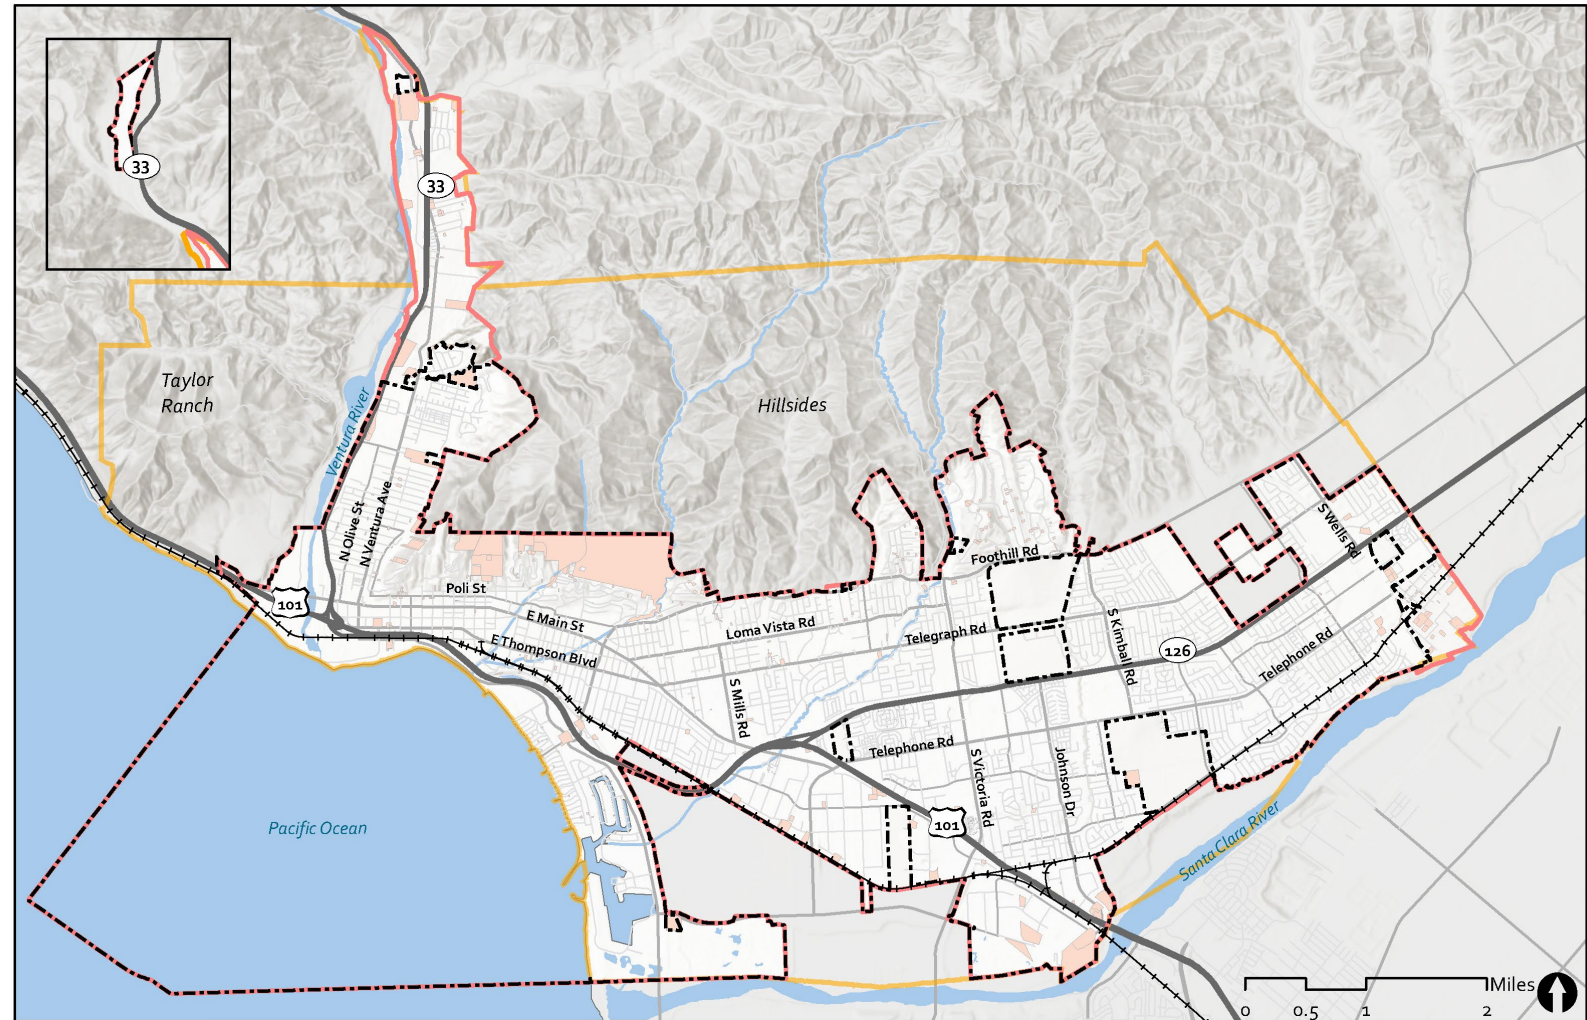 33
33
Taylor
Ranch
Hillsides
Ventura River
N Olive St
N Ventura Ave
S Wells Rd
Foothill Rd
Poli St
101
E Main St
Loma Vista Rd
Telegraph Rd
S Kimball Rd
126
Telephone Rd
E Thompson Blvd
S Mills Rd
Telephone Rd
S Victoria Rd
Johnson Dr
101
Pacific Ocean
Santa Clara River
Miles
0 0.5 1 2